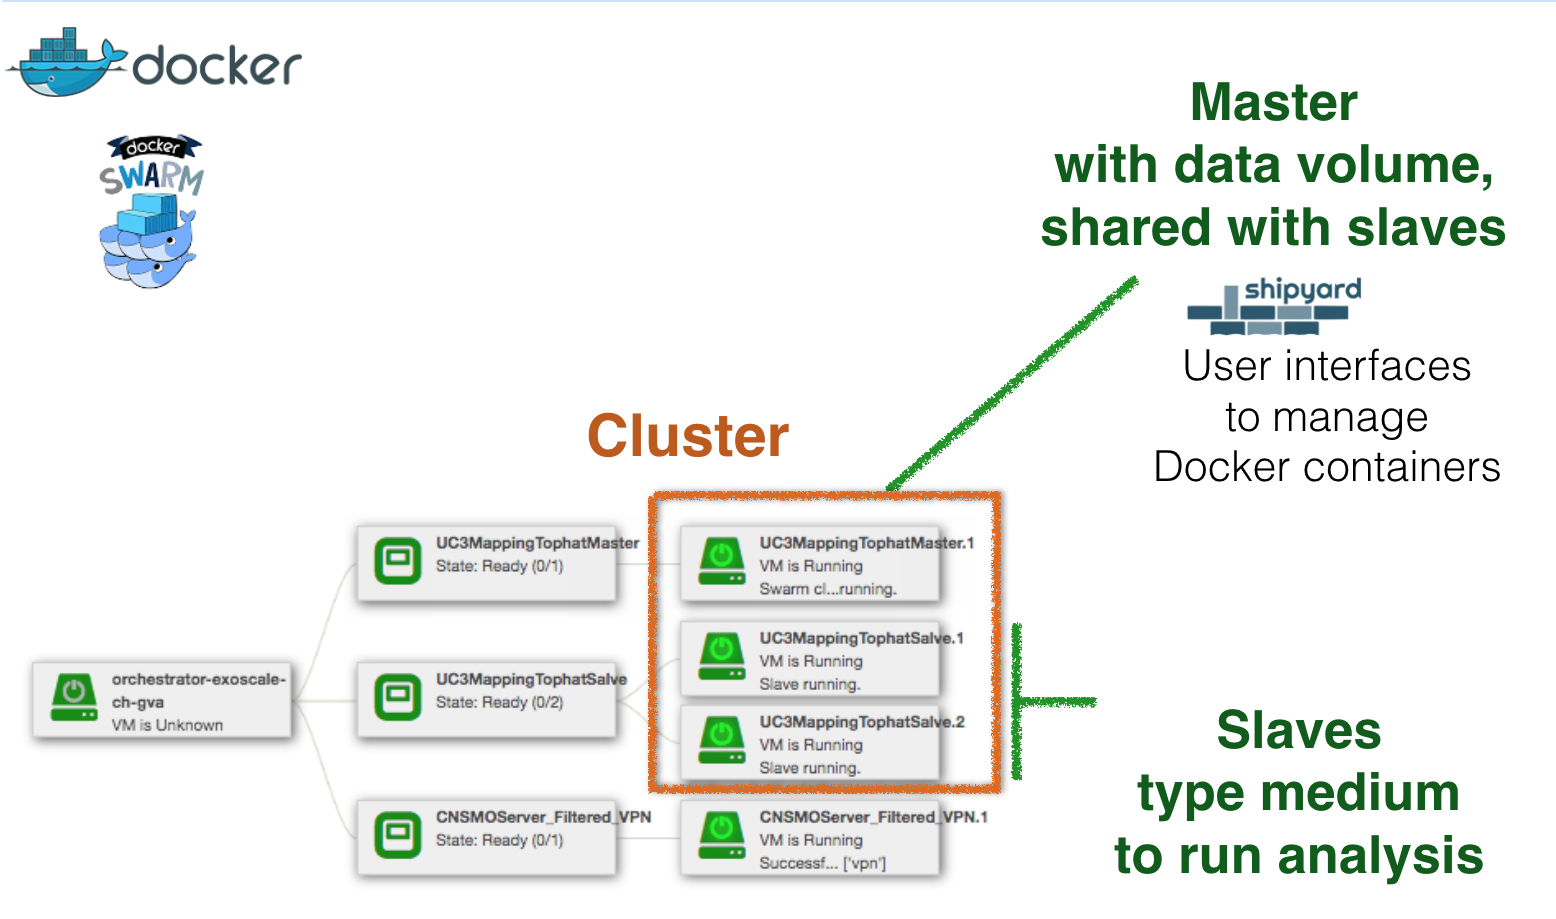 docker
docker
SWARM
Master
with data volume,
shared with slaves
shipyard
User interfaces
to manage
Docker containers
Cluster
UC3MappingTophatMaster
State: Ready (0/1)
UC3MappingTophatMaster.1
VM is Running
Swarm cl...running.
UC3MappingTophatSalve.1
VM is Running
Slave running.
orchestrator-exoscale-
ch-gva
VM is Unknown
UC3MappingTophatSalve
State: Ready (0/2)
UC3MappingTophatSalve.2
VM is Running
Slave running.
CNSMOServer_Filtered_VPN
State: Ready (0/1)
CNSMOServer_Filtered_VPN.1
VM is Running
Successf... ['vpn']
Slaves
type medium
to run analysis